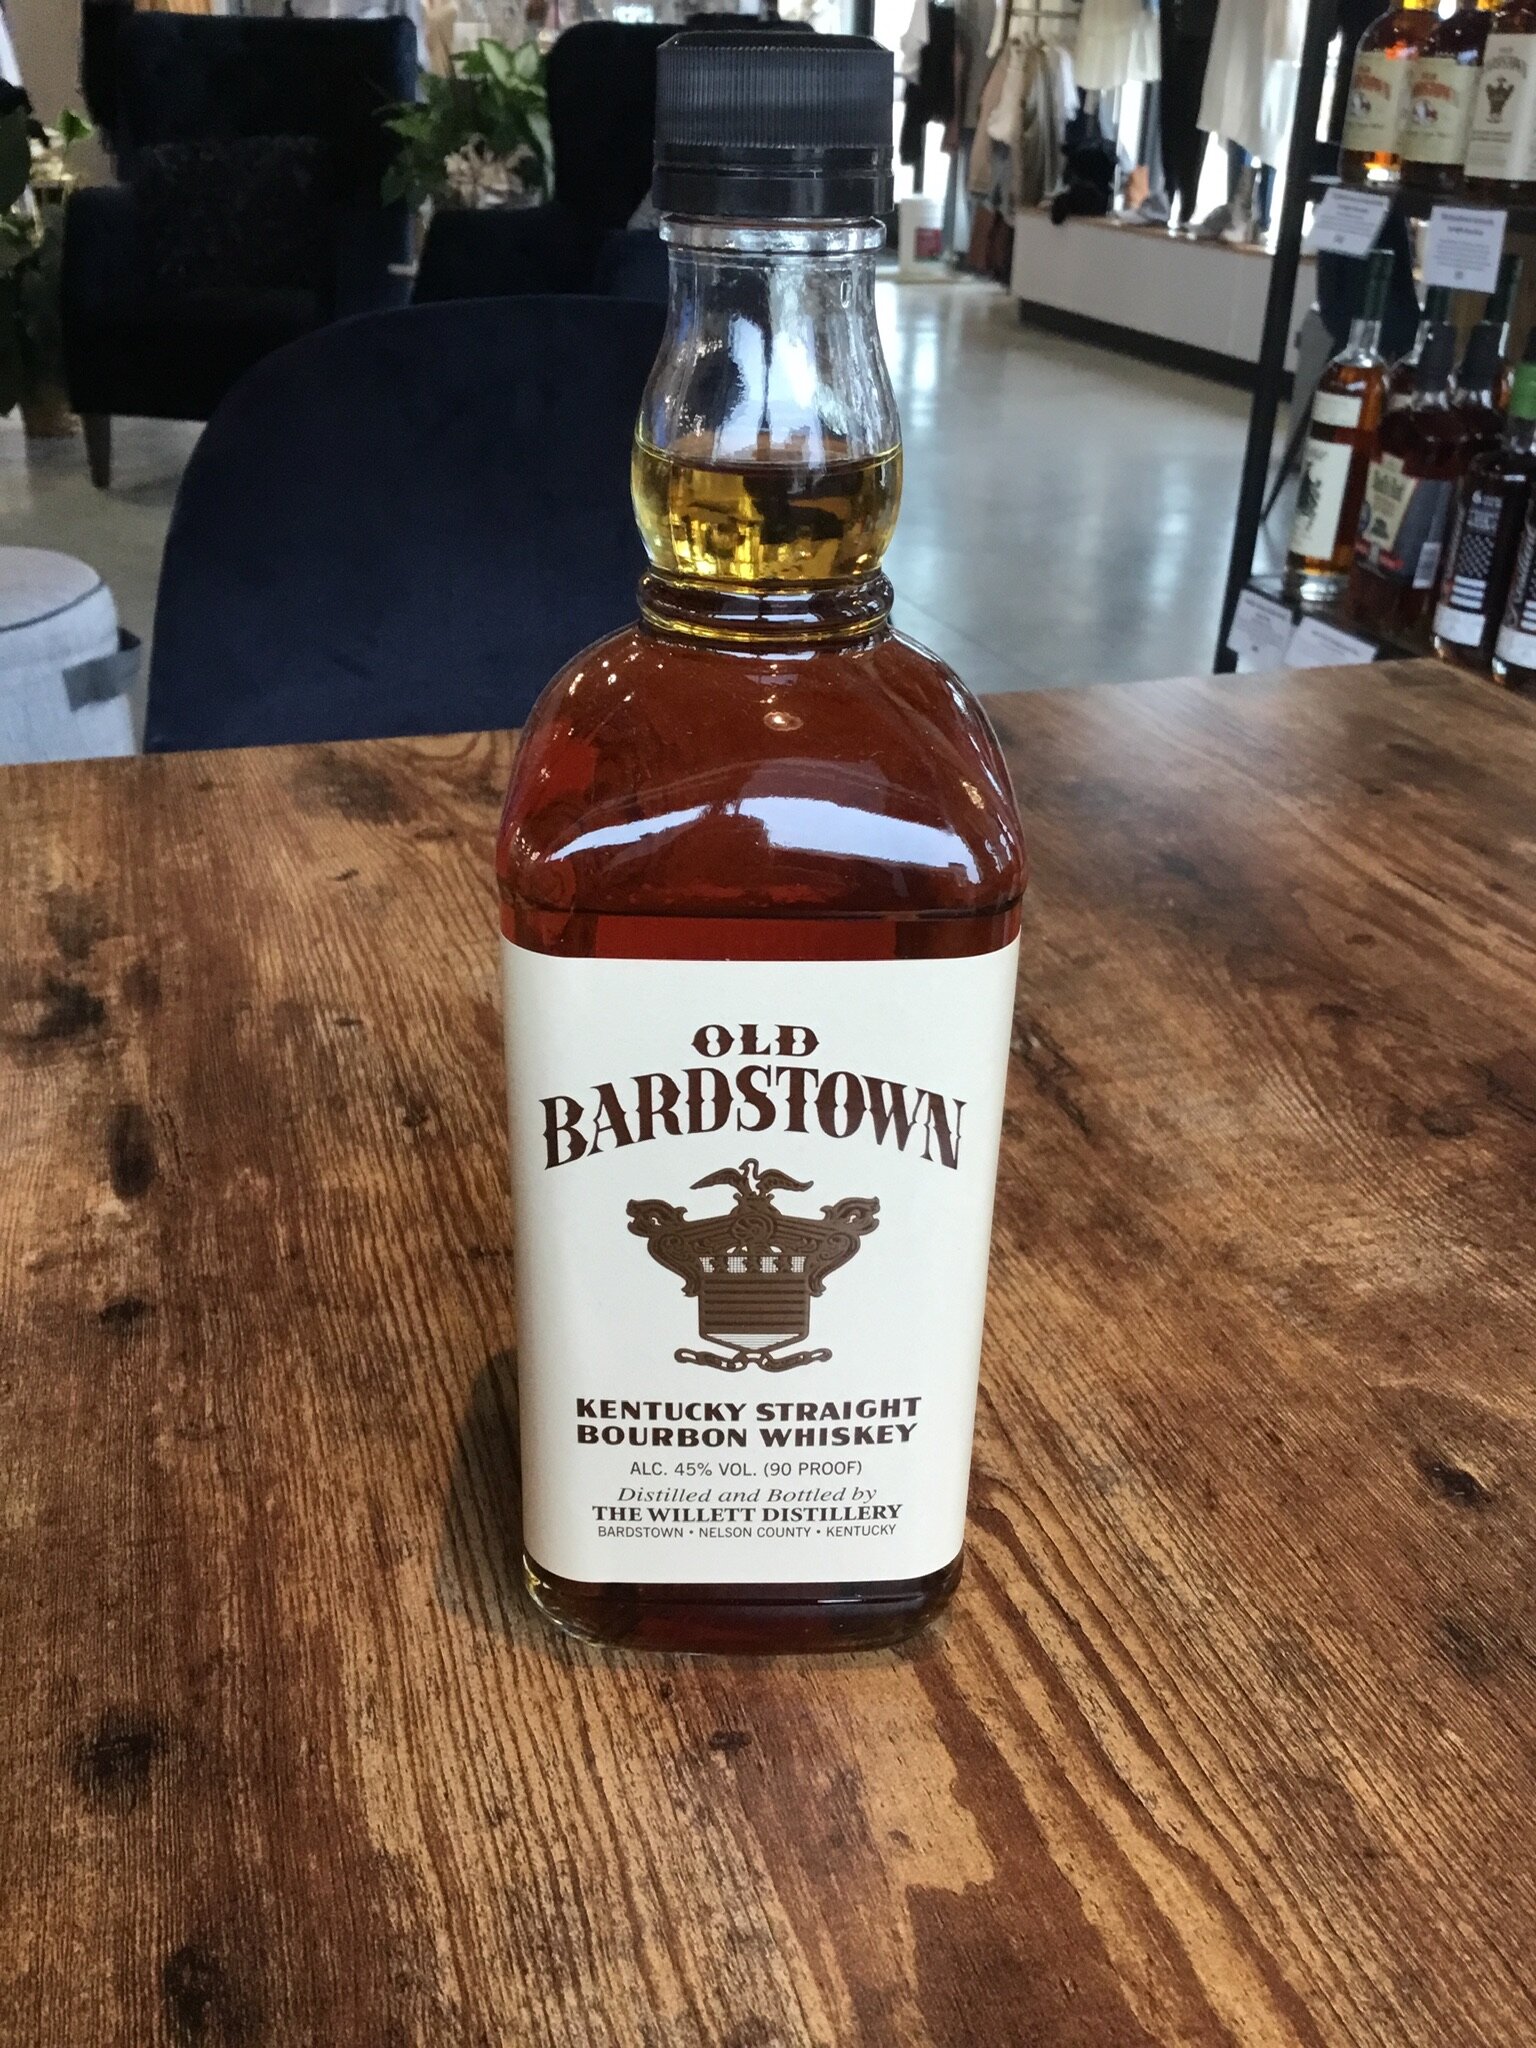 OLD
BARDSTOWN
KENTUCKY STRAIGHT
BOURBON WHISKEY
ALC. 45% VOL. (90 PROOF)
Distilled and Bottled by
THE WILLETT DISTILLERY
BARDSTOWN • NELSON COUNTY • KENTUCKY